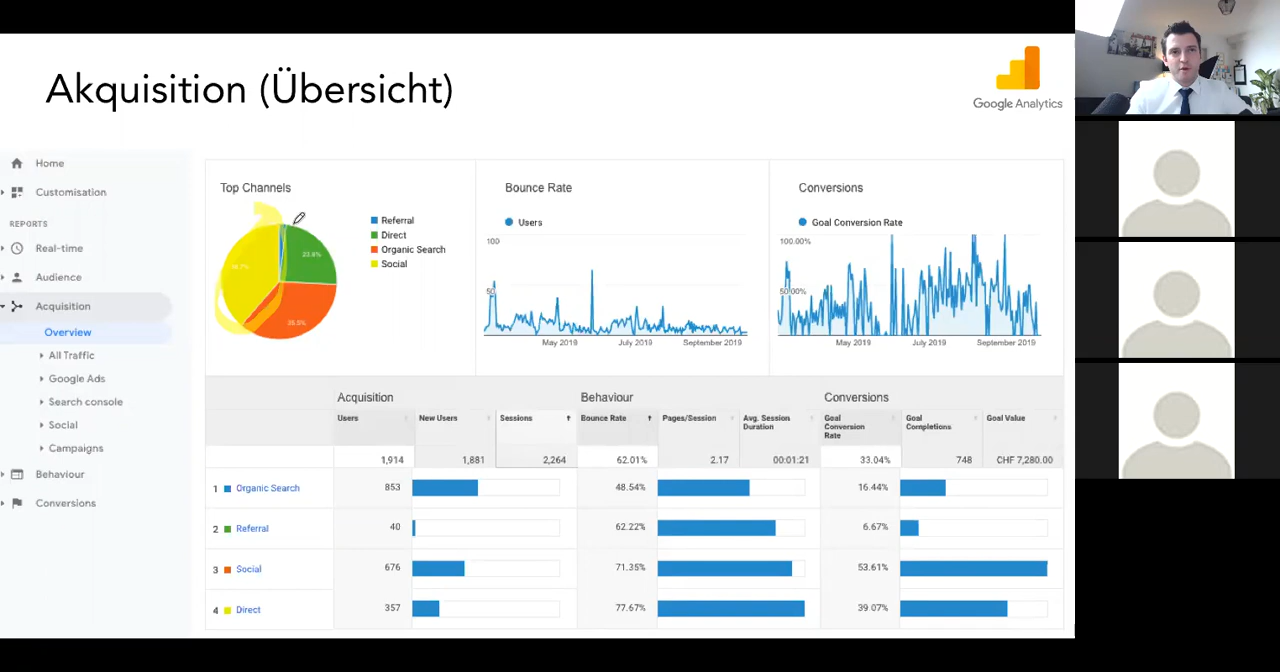 Akquisition (Übersicht)
Google Analytics
Home
Customisation
REPORTS
Real-time
Audience
Acquisition
Overview
All Traffic
Google Ads
Search console
Social
Campaigns
Behaviour
Conversions
Top Channels
Referral
Direct
Organic Search
Social
23.6%
35.5%
Bounce Rate
Users
100
50
May 2019 July 2019 September 2019
Conversions
Goal Conversion Rate
100.00%
50.00%
May 2019 July 2019 September 2019
Acquisition Behaviour Conversions
Users New Users Sessions Bounce Rate Pages/Session Avg. Session Duration Goal Conversion Rate Goal Completions Goal Value
1,914 1,881 2,264 62.01% 2.17 00:01:21 33.04% 748 CHF 7,280.00
1 Organic Search 853 48.54% 16.44%
2 Referral 40 62.22% 6.67%
3 Social 676 71.35% 53.61%
4 Direct 357 77.67% 39.07%